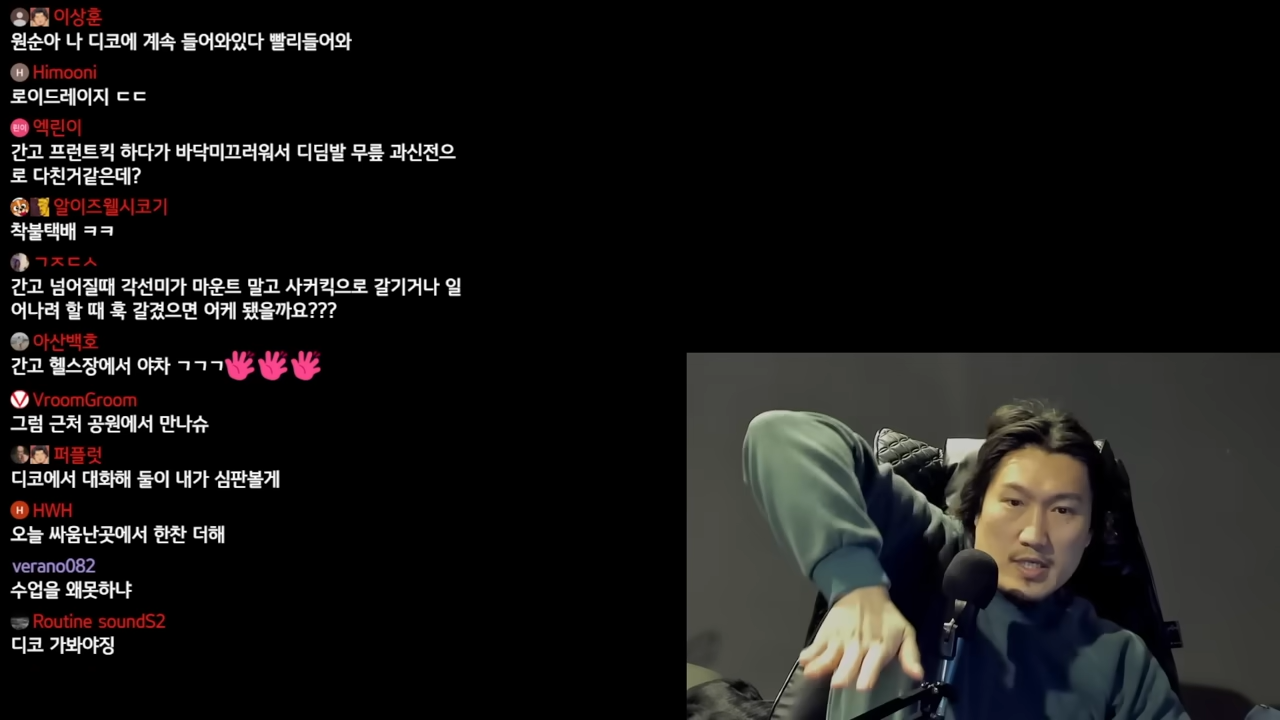 이상훈
원순아 나 디코에 계속 들어와있다 빨리들어와
H Himooni
로이드레이지 ㄷㄷ
린이 엑린이
간고 프런트킥 하다가 바닥미끄러워서 디딤발 무릎 과신전으
로 다친거같은데?
알이즈웰시코기
착불택배 ㅋㅋ
ㄱㅈㄷㅅ
간고 넘어질때 각선미가 마운트 말고 사커킥으로 갈기거나 일
어나려 할 때 훅 갈겼으면 어케 됐을까요???
아산백호
간고 헬스장에서 야차 ㄱㄱㄱ
VroomGroom
그럼 근처 공원에서 만나슈
퍼플럿
디코에서 대화해 둘이 내가 심판볼게
H HWH
오늘 싸움난곳에서 한찬 더해
verano082
수업을 왜못하냐
Routine soundS2
디코 가봐야징